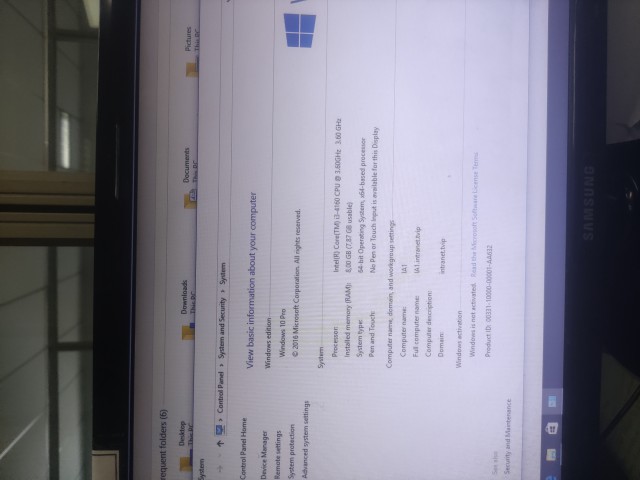 Frequent folders (6)
Desktop
This PC
Downloads
This PC
Documents
This PC
Pictures
This PC
System
Control Panel > System and Security > System
Control Panel Home
Device Manager
Remote settings
System protection
Advanced system settings
View basic information about your computer
Windows edition
Windows 10 Pro
© 2016 Microsoft Corporation. All rights reserved.
System
Processor: Intel(R) Core(TM) i3-4160 CPU @ 3.60GHz 3.60 GHz
Installed memory (RAM): 8,00 GB (7,87 GB usable)
System type: 64-bit Operating System, x64-based processor
Pen and Touch: No Pen or Touch Input is available for this Display
Computer name, domain, and workgroup settings
Computer name: IA1
Full computer name: IA1.intranet.hvip
Computer description:
Domain:
Windows activation
Windows is not activated. Read the Microsoft Software License Terms
Product ID: 00331-10000-00001-AA632
See also
Security and Maintenance
SAMSUNG